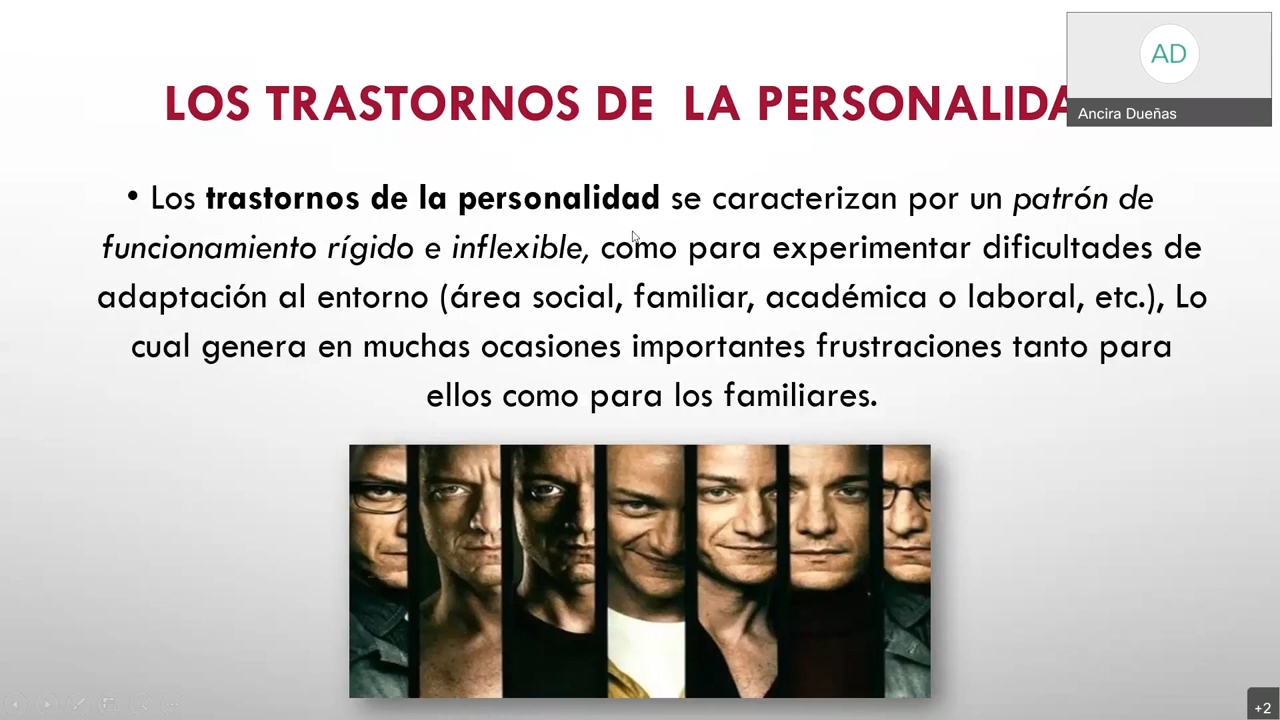 AD
Ancira Dueñas
LOS TRASTORNOS DE LA PERSONALIDA
• Los trastornos de la personalidad se caracterizan por un patrón de
funcionamiento rígido e inflexible, como para experimentar dificultades de
adaptación al entorno (área social, familiar, académica o laboral, etc.), Lo
cual genera en muchas ocasiones importantes frustraciones tanto para
ellos como para los familiares.
+2